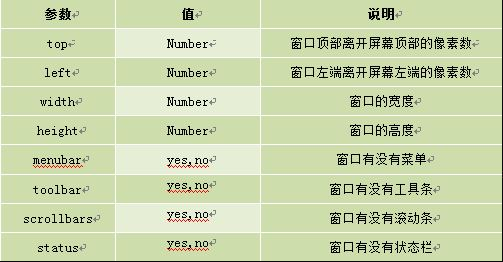 参数 值 说明
top Number 窗口顶部离开屏幕顶部的像素数
left Number 窗口左端离开屏幕左端的像素数
width Number 窗口的宽度
height Number 窗口的高度
menubar yes,no 窗口有没有菜单
toolbar yes,no 窗口有没有工具条
scrollbars yes,no 窗口有没有滚动条
status yes,no 窗口有没有状态栏